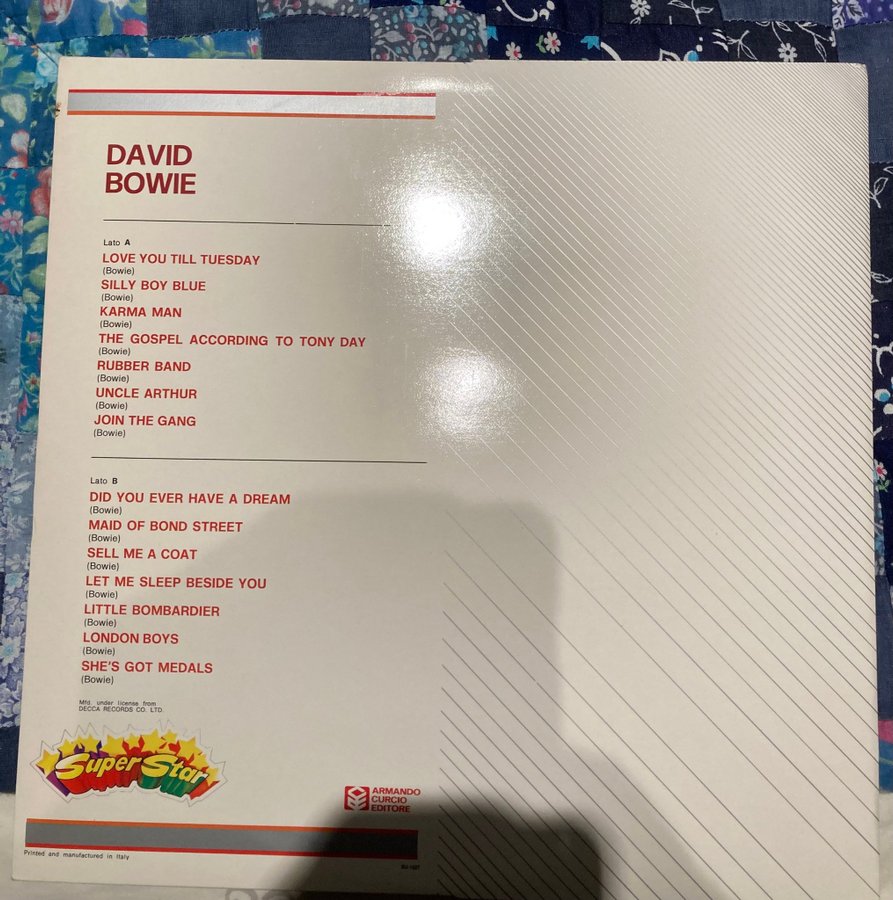 DAVID
BOWIE
Lato A
LOVE YOU TILL TUESDAY
(Bowie)
SILLY BOY BLUE
(Bowie)
KARMA MAN
(Bowie)
THE GOSPEL ACCORDING TO TONY DAY
(Bowie)
RUBBER BAND
(Bowie)
UNCLE ARTHUR
(Bowie)
JOIN THE GANG
(Bowie)
Lato B
DID YOU EVER HAVE A DREAM
(Bowie)
MAID OF BOND STREET
(Bowie)
SELL ME A COAT
(Bowie)
LET ME SLEEP BESIDE YOU
(Bowie)
LITTLE BOMBARDIER
(Bowie)
LONDON BOYS
(Bowie)
SHE'S GOT MEDALS
(Bowie)
Mfd. under license from
DECCA RECORDS CO. LTD.
Super Star
ARMANDO
CURCIO
EDITORE
Printed and manufactured in Italy